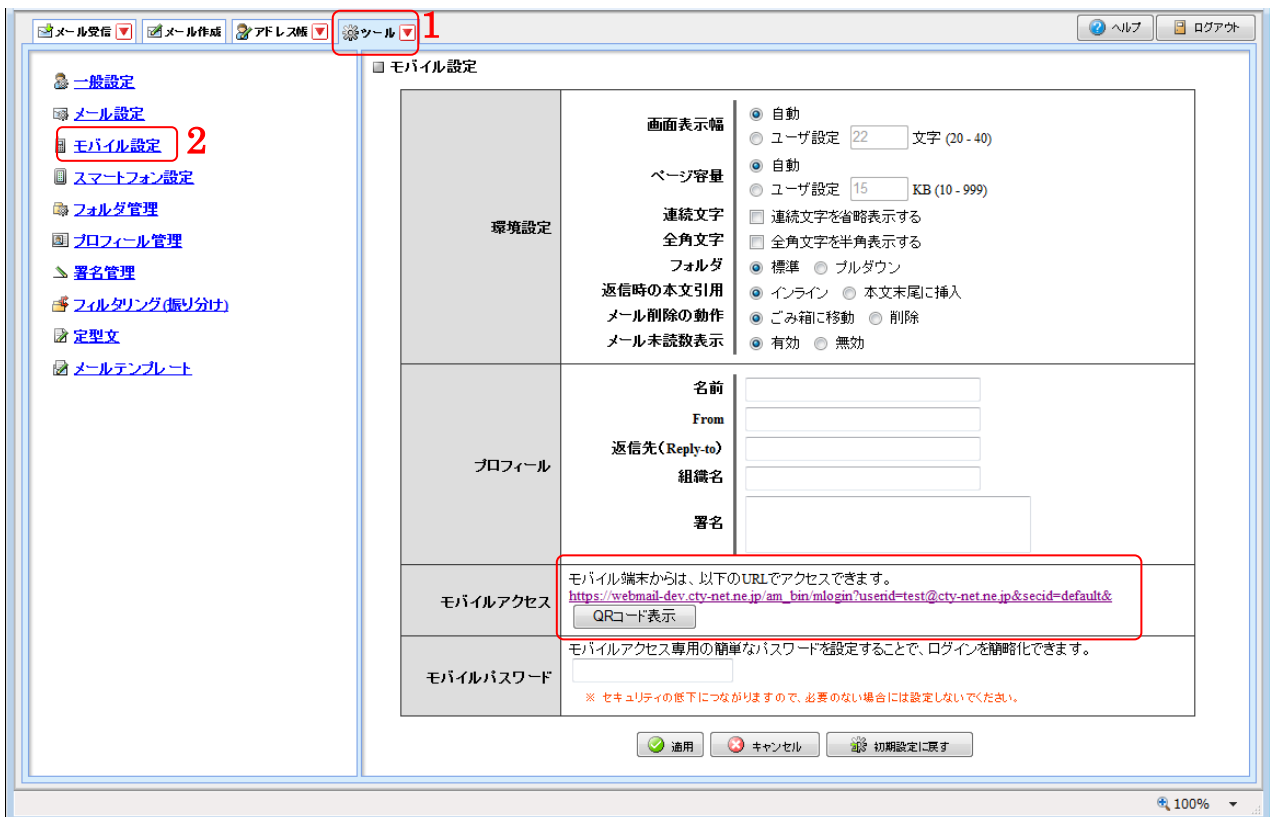 メール受信 メール作成 アドレス帳 ツール 1 ヘルプ ログアウト
一般設定
メール設定
モバイル設定 2
スマートフォン設定
フォルダ管理
プロフィール管理
署名管理
フィルタリング(振り分け)
定型文
メールテンプレート
モバイル設定
環境設定
画面表示幅 自動
ユーザ設定 22 文字 (20 - 40)
ページ容量 自動
ユーザ設定 15 KB (10 - 999)
連続文字 連続文字を省略表示する
全角文字 全角文字を半角表示する
フォルダ 標準 プルダウン
返信時の本文引用 インライン 本文末尾に挿入
メール削除の動作 ごみ箱に移動 削除
メール未読数表示 有効 無効
プロフィール
名前
From
返信先(Reply-to)
組織名
署名
モバイルアクセス
モバイル端末からは、以下のURLでアクセスできます。
https://webmail-dev.cty-net.ne.jp/am_bin/mlogin?userid=test@cty-net.ne.jp&secid=default&
QRコード表示
モバイルパスワード
モバイルアクセス専用の簡単なパスワードを設定することで、ログインを簡略化できます。
※ セキュリティの低下につながりますので、必要のない場合には設定しないでください。
適用 キャンセル 初期設定に戻す
100%